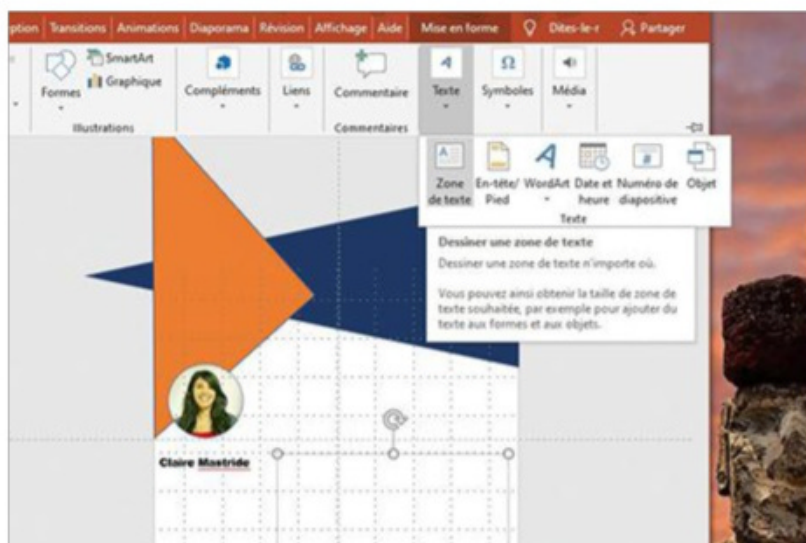 ption Transitions Animations Diaporama Révision Affichage Aide Mise en forme Dites-le-r Partager
SmartArt
Graphique
Formes
Compléments Liens Commentaire Texte Symboles Média
Illustrations Commentaires
Zone de texte
En-tête/ Pied
WordArt
Date et heure
Numéro de diapositive
Objet
Texte
Dessiner une zone de texte
Dessiner une zone de texte n'importe où.
Vous pouvez ainsi obtenir la taille de zone de
texte souhaitée, par exemple pour ajouter du
texte aux formes et aux objets.
Claire Mastride